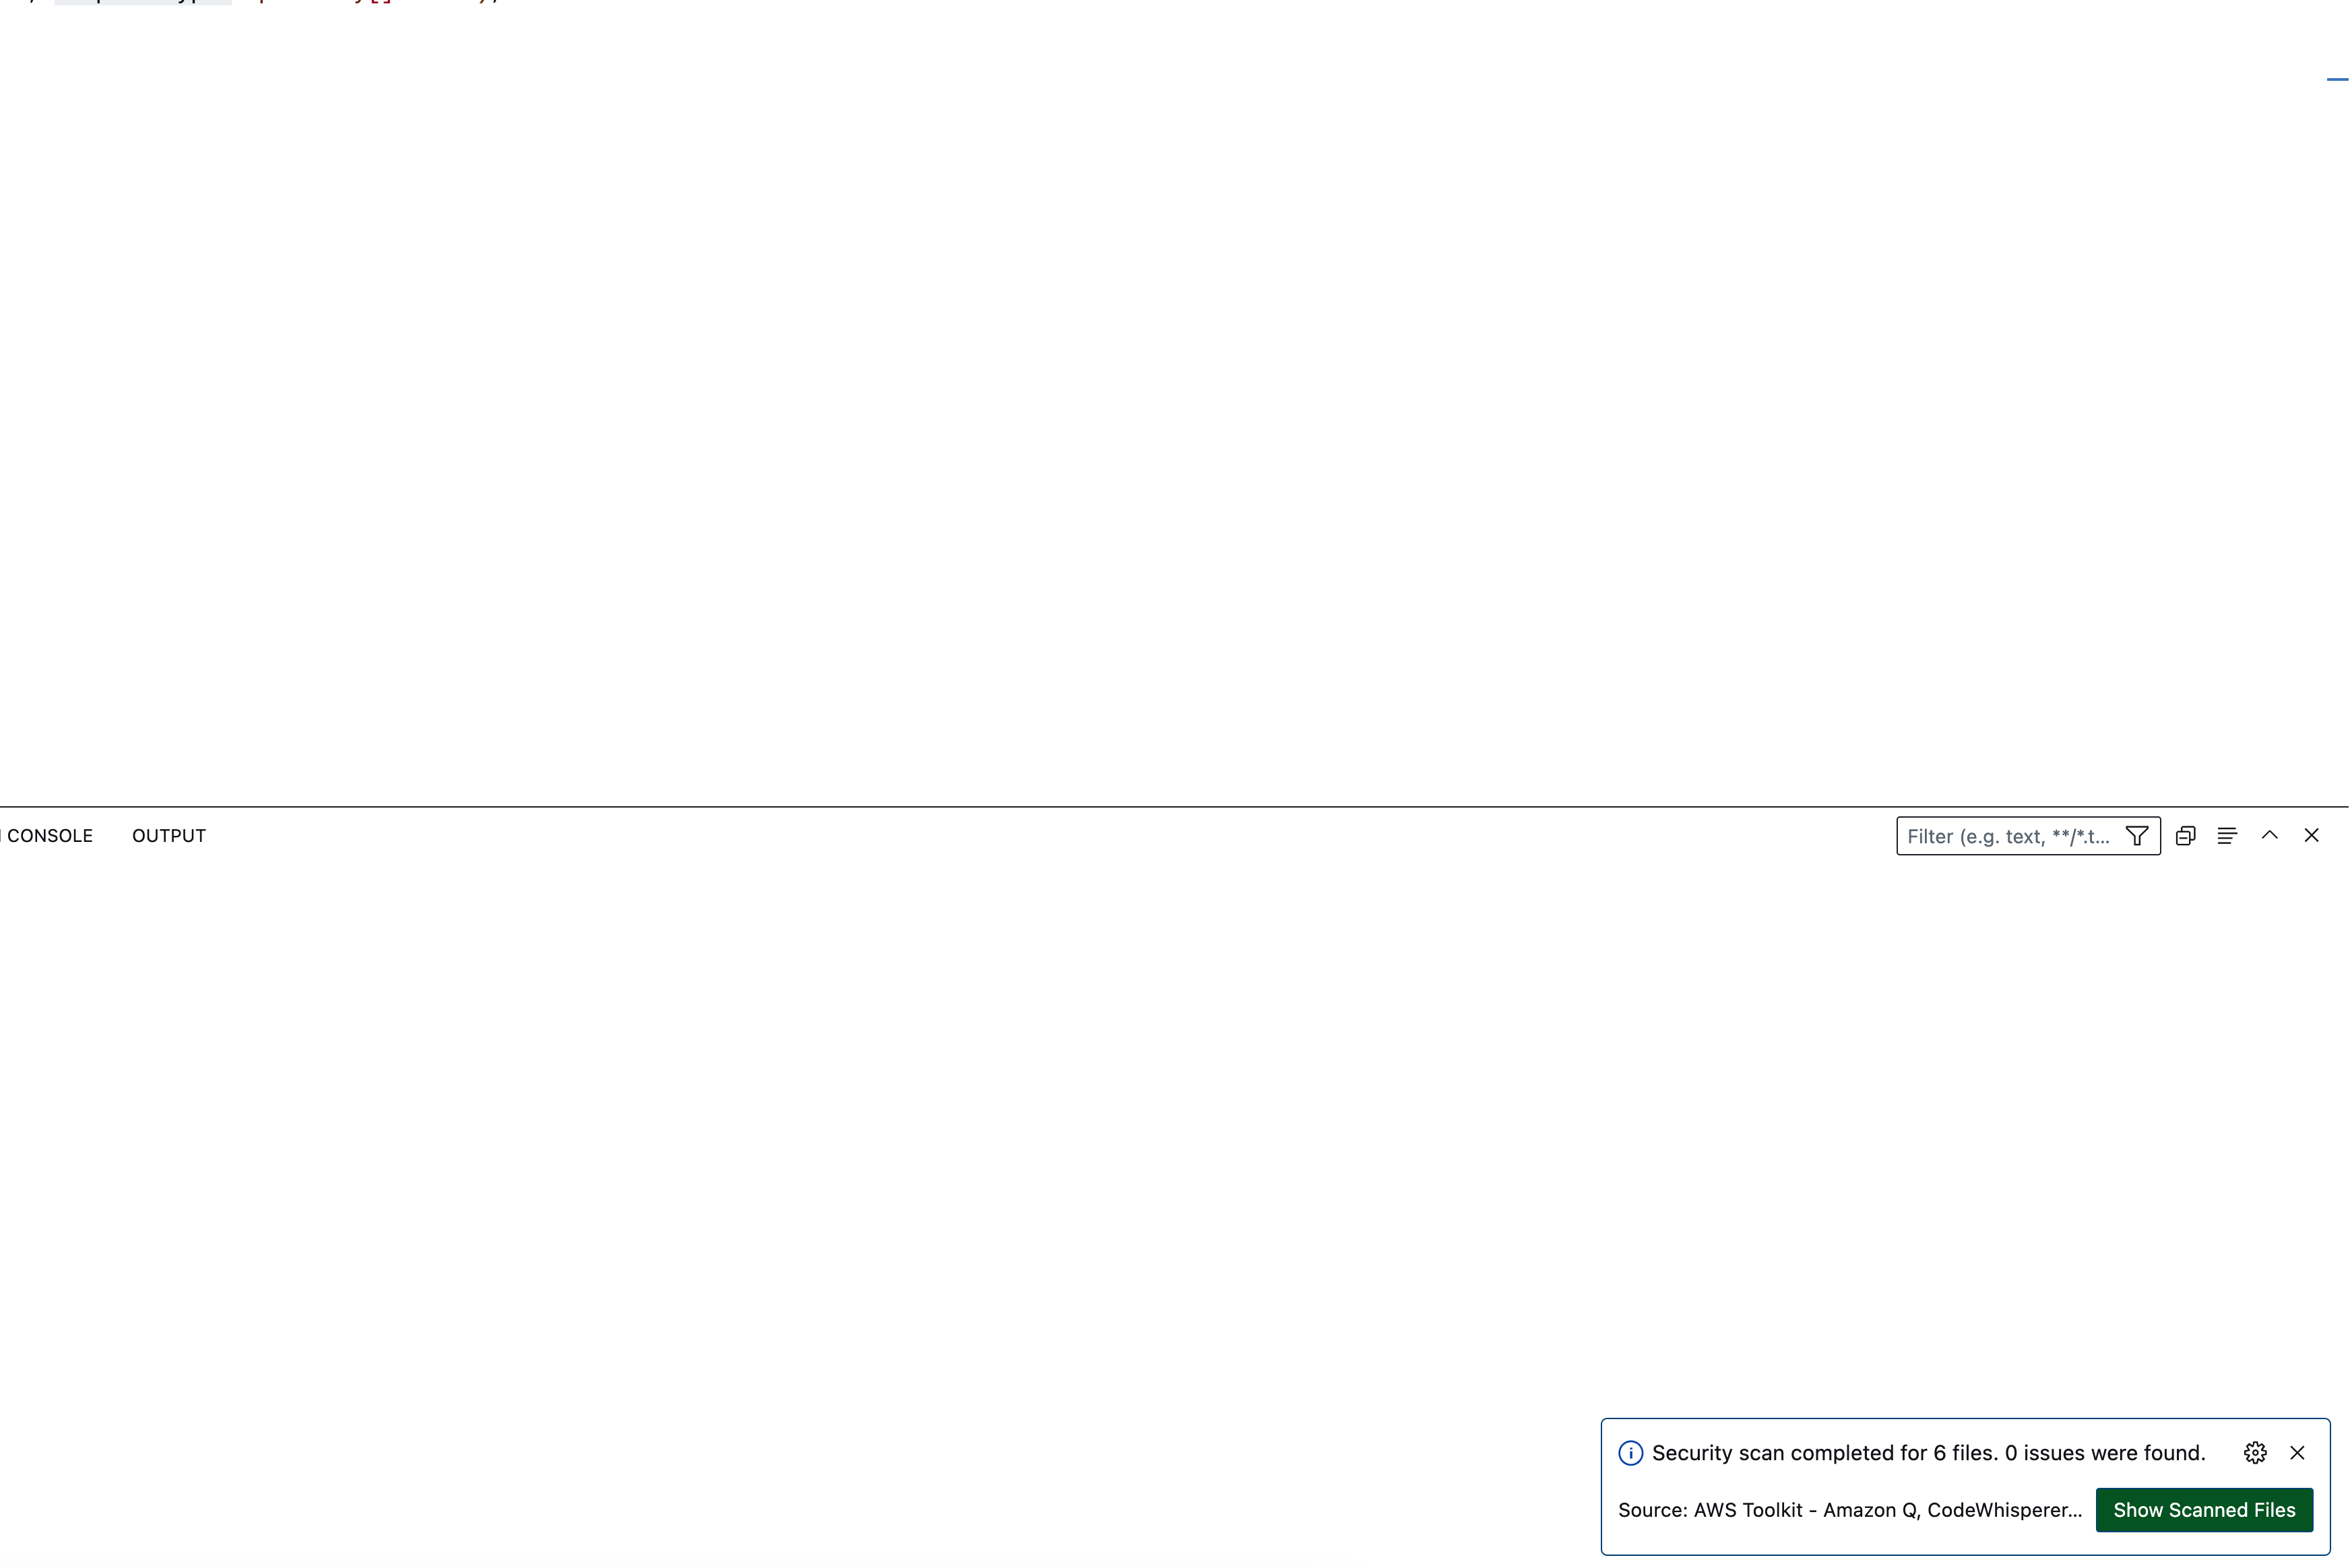 CONSOLE OUTPUT Filter (e.g. text, **/*.t...
Security scan completed for 6 files. 0 issues were found.
Source: AWS Toolkit - Amazon Q, CodeWhisperer... Show Scanned Files